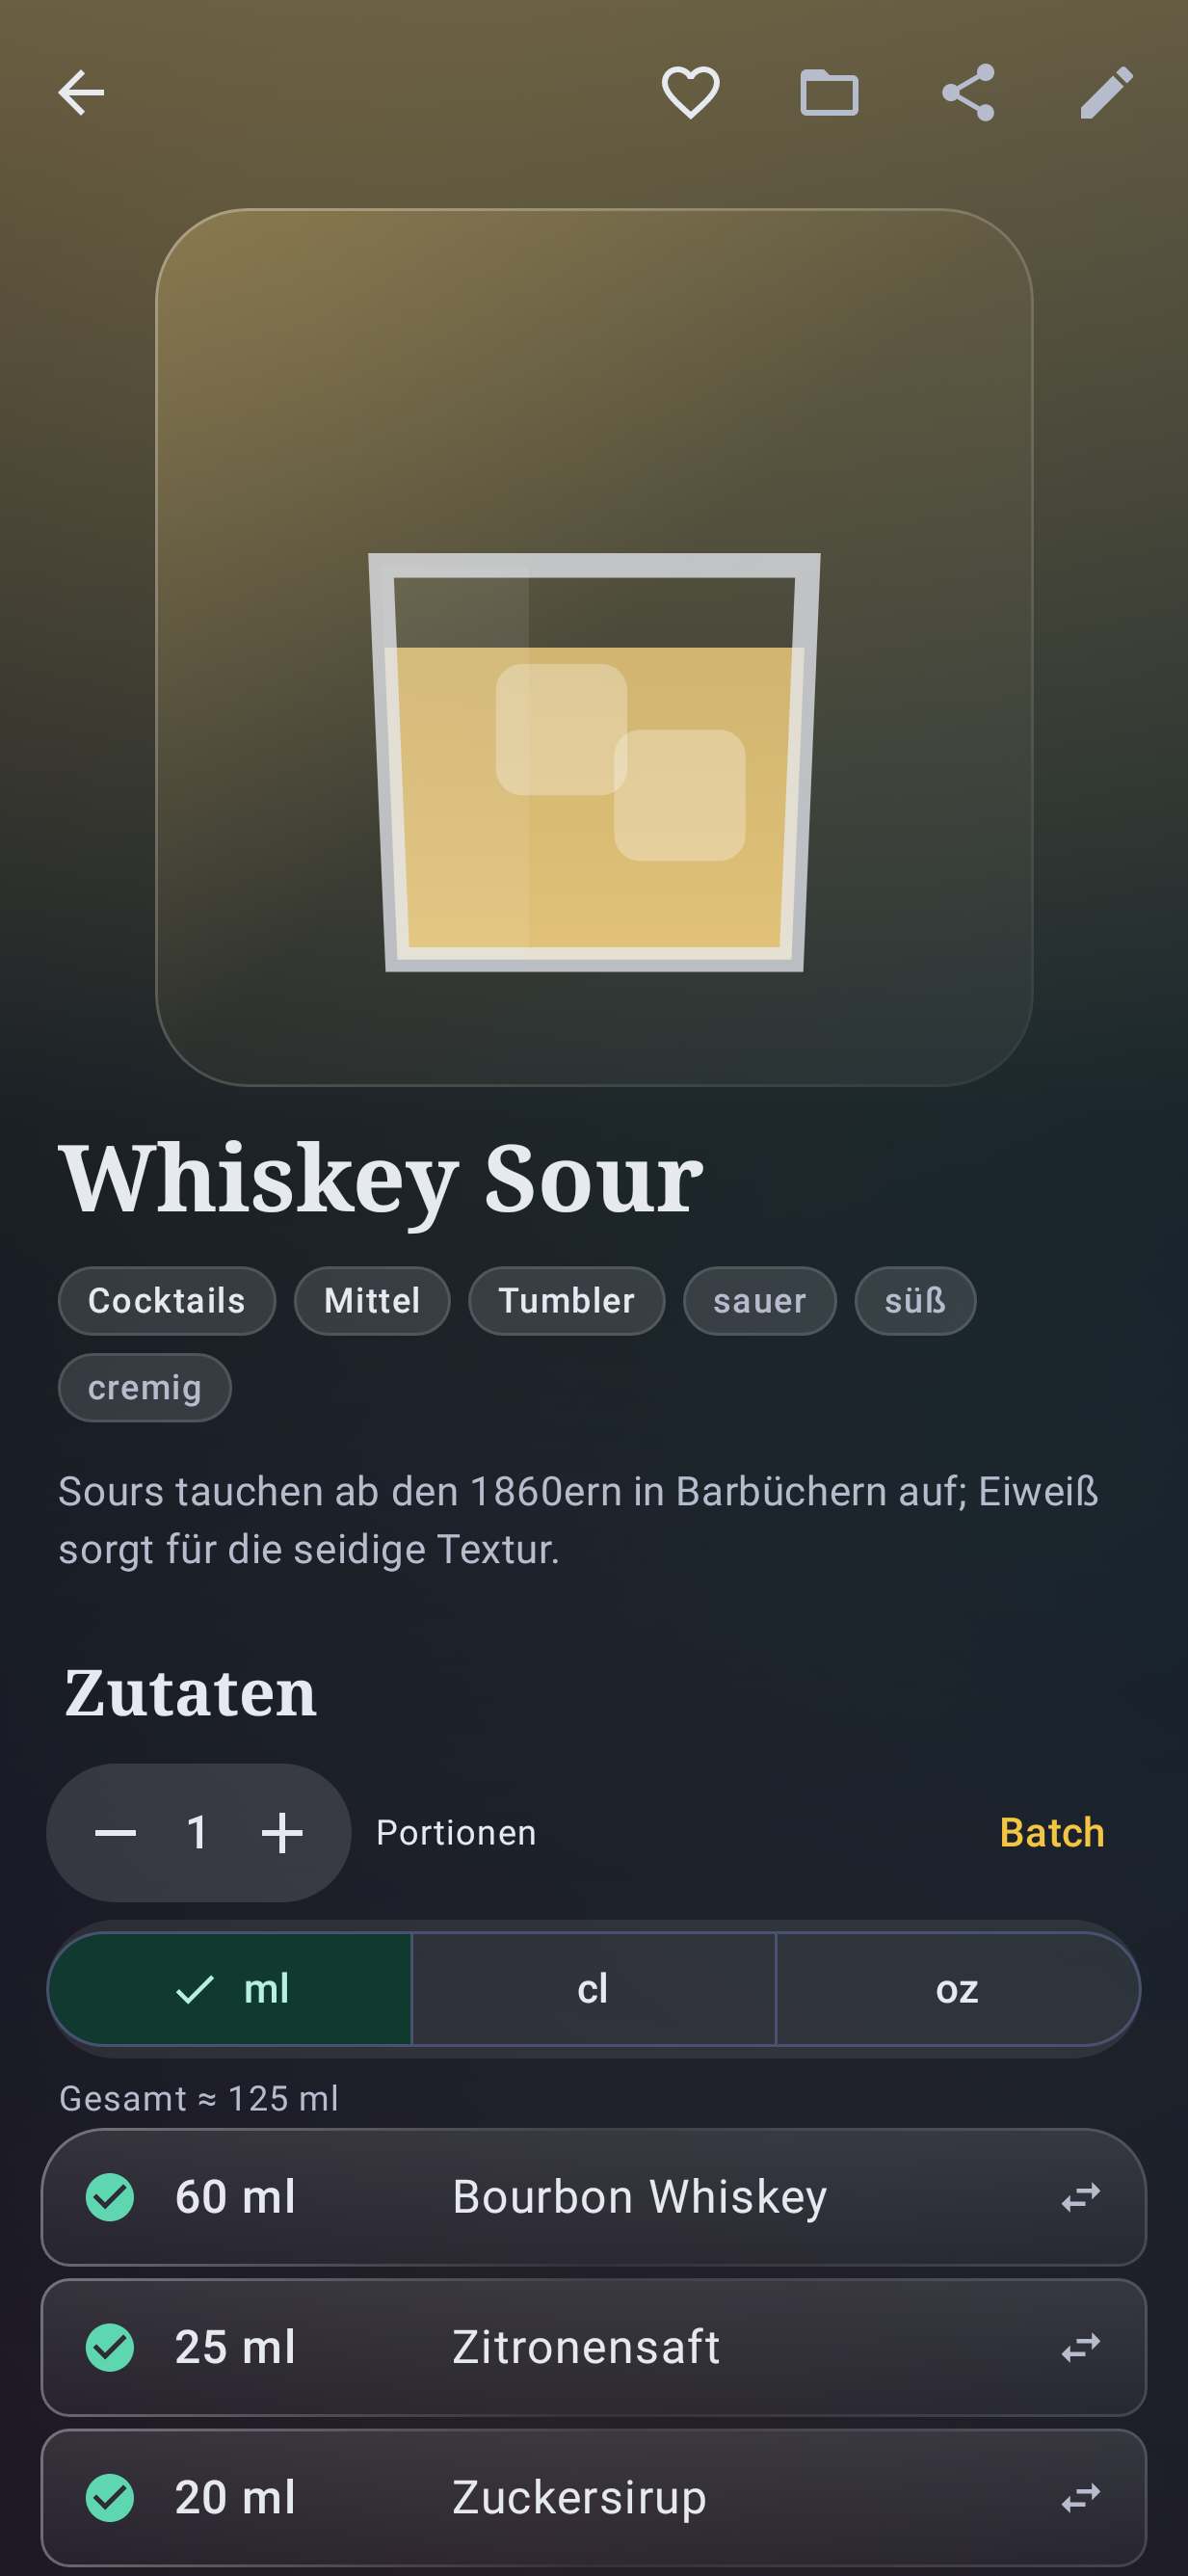 Whiskey Sour
Cocktails Mittel Tumbler sauer süß
cremig
Sours tauchen ab den 1860ern in Barbüchern auf; Eiweiß
sorgt für die seidige Textur.
Zutaten
1 Portionen Batch
ml cl oz
Gesamt ≈ 125 ml
60 ml Bourbon Whiskey
25 ml Zitronensaft
20 ml Zuckersirup